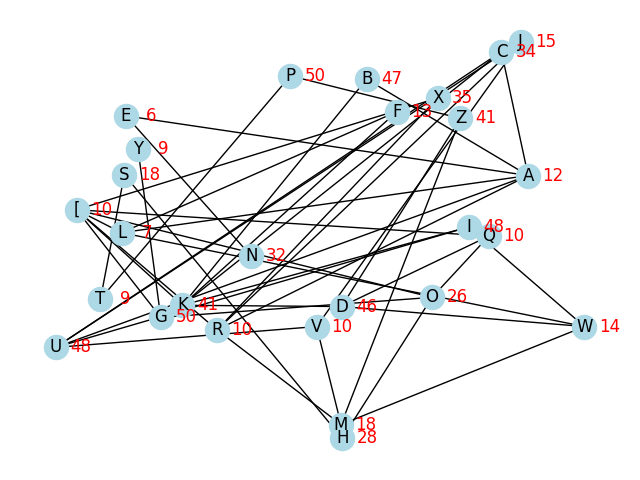 J 15
C 34
P 50
B 47
X 35
F 13
E 6
Z 41
Y 9
S 18
A 12
[ 10
I 48
L 7
Q 10
N 32
O 26
T 9
K 41
D 46
G 50
V 10
W 14
R 10
U 48
M 18
H 28